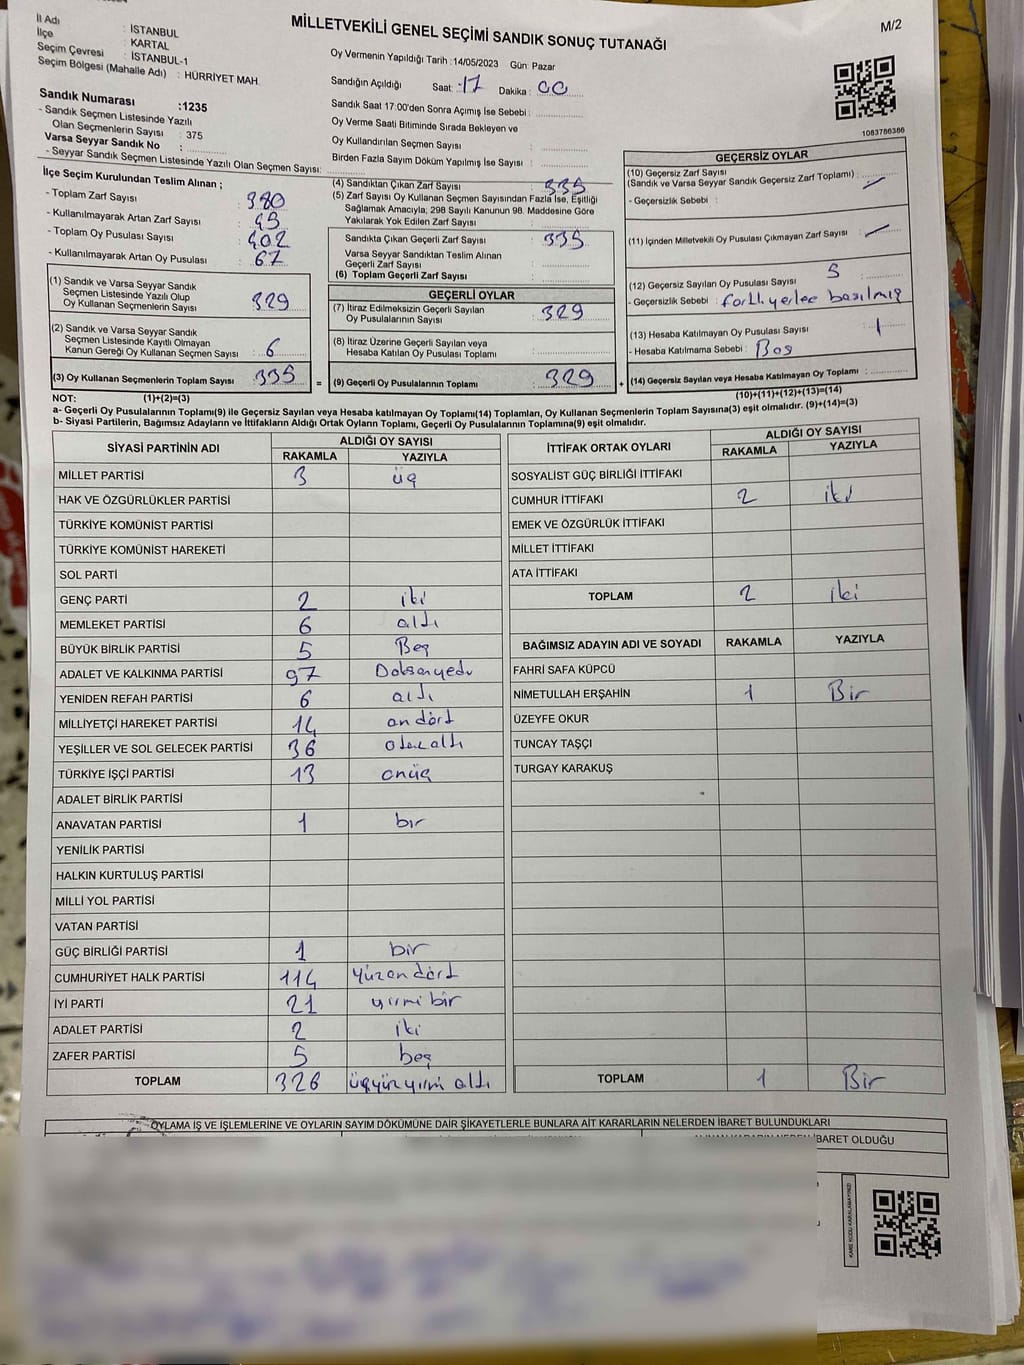 MİLLETVEKİLİ GENEL SEÇİMİ SANDIK SONUÇ TUTANAĞI
M/2
İl Adı : İSTANBUL
İlçe : KARTAL
Seçim Çevresi : İSTANBUL-1
Seçim Bölgesi (Mahalle Adı) : HÜRRİYET MAH
Sandık Numarası :1235
- Sandık Seçmen Listesinde Yazılı
Olan Seçmenlerin Sayısı : 375
Varsa Seyyar Sandık No :
- Seyyar Sandık Seçmen Listesinde Yazılı Olan Seçmen Sayısı:
Oy Vermenin Yapıldığı Tarih :14/05/2023 Gün: Pazar
Sandığın Açıldığı Saat: 17 Dakika: 00
Sandık Saat 17:00'den Sonra Açımış İse Sebebi :
Oy Verme Saati Bitiminde Sırada Bekleyen ve
Oy Kullandırılan Seçmen Sayısı :
Birden Fazla Sayım Döküm Yapılmış İse Sayısı :
1083786386
İlçe Seçim Kurulundan Teslim Alınan ;
- Toplam Zarf Sayısı : 380
- Kullanılmayarak Artan Zarf Sayısı : 45
- Toplam Oy Pusulası Sayısı : 402
- Kullanılmayarak Artan Oy Pusulası : 67
(1) Sandık ve Varsa Seyyar Sandık
Seçmen Listesinde Yazılı Olup
Oy Kullanan Seçmenlerin Sayısı 329
(2) Sandık ve Varsa Seyyar Sandık
Seçmen Listesinde Kayıtlı Olmayan
Kanun Gereği Oy Kullanan Seçmen Sayısı : 6
(3) Oy Kullanan Seçmenlerin Toplam Sayısı 335 =
(4) Sandıktan Çıkan Zarf Sayısı : 335
(5) Zarf Sayısı Oy Kullanan Seçmen Sayısından Fazla İse, Eşitliği
Sağlamak Amacıyla, 298 Sayılı Kanunun 98. Maddesine Göre
Yakılarak Yok Edilen Zarf Sayısı :
Sandıkta Çıkan Geçerli Zarf Sayısı : 335
Varsa Seyyar Sandıktan Teslim Alınan
Geçerli Zarf Sayısı :
(6) Toplam Geçerli Zarf Sayısı :
GEÇERLİ OYLAR
(7) İtiraz Edilmeksizin Geçerli Sayılan
Oy Pusulalarının Sayısı : 329
(8) İtiraz Üzerine Geçerli Sayılan veya
Hesaba Katılan Oy Pusulası Toplamı :
(9) Geçerli Oy Pusulalarının Toplamı : 329 +
GEÇERSİZ OYLAR
(10) Geçersiz Zarf Sayısı
(Sandık ve Varsa Seyyar Sandık Geçersiz Zarf Toplamı) :
- Geçersizlik Sebebi :
(11) İçinden Milletvekili Oy Pusulası Çıkmayan Zarf Sayısı :
(12) Geçersiz Sayılan Oy Pusulası Sayısı : 5
- Geçersizlik Sebebi : basılmış
(13) Hesaba Katılmayan Oy Pusulası Sayısı : 1
- Hesaba Katılmama Sebebi : Boş
(14) Geçersiz Sayılan veya Hesaba Katılmayan Oy Toplamı :
NOT: (1)+(2)=(3)
(10)+(11)+(12)+(13)=(14)
a- Geçerli Oy Pusulalarının Toplamı(9) ile Geçersiz Sayılan veya Hesaba katılmayan Oy Toplamı(14) Toplamları, Oy Kullanan Seçmenlerin Toplam Sayısına(3) eşit olmalıdır. (9)+(14)=(3)
b- Siyasi Partilerin, Bağımsız Adayların ve İttifakların Aldığı Ortak Oyların Toplamı, Geçerli Oy Pusulalarının Toplamına(9) eşit olmalıdır.
SİYASİ PARTİNİN ADI ALDIĞI OY SAYISI
RAKAMLA YAZIYLA
MİLLET PARTİSİ 3 üç
HAK VE ÖZGÜRLÜKLER PARTİSİ
TÜRKİYE KOMÜNİST PARTİSİ
TÜRKİYE KOMÜNİST HAREKETİ
SOL PARTİ
GENÇ PARTİ 2 iki
MEMLEKET PARTİSİ 6 altı
BÜYÜK BİRLİK PARTİSİ 5 Beş
ADALET VE KALKINMA PARTİSİ 97 Doksanyedi
YENİDEN REFAH PARTİSİ 6 altı
MİLLİYETÇİ HAREKET PARTİSİ 14 on dört
YEŞİLLER VE SOL GELECEK PARTİSİ 36 otuzaltı
TÜRKİYE İŞÇİ PARTİSİ 13 onüç
ADALET BİRLİK PARTİSİ
ANAVATAN PARTİSİ 1 bir
YENİLİK PARTİSİ
HALKIN KURTULUŞ PARTİSİ
MİLLİ YOL PARTİSİ
VATAN PARTİSİ
GÜÇ BİRLİĞİ PARTİSİ 1 bir
CUMHURİYET HALK PARTİSİ 114 yüzondört
İYİ PARTİ 21 yirmi bir
ADALET PARTİSİ 2 iki
ZAFER PARTİSİ 5 beş
TOPLAM 326 üçyüzyirmi altı
İTTİFAK ORTAK OYLARI ALDIĞI OY SAYISI
RAKAMLA YAZIYLA
SOSYALİST GÜÇ BİRLİĞİ İTTİFAKI
CUMHUR İTTİFAKI 2 iki
EMEK VE ÖZGÜRLÜK İTTİFAKI
MİLLET İTTİFAKI
ATA İTTİFAKI
TOPLAM 2 iki
BAĞIMSIZ ADAYIN ADI VE SOYADI RAKAMLA YAZIYLA
FAHRİ SAFA KÜPCÜ
NİMETULLAH ERŞAHİN 1 Bir
ÜZEYFE OKUR
TUNCAY TAŞÇI
TURGAY KARAKUŞ
TOPLAM 1 Bir
OYLAMA İŞ VE İŞLEMLERİNE VE OYLARIN SAYIM DÖKÜMÜNE DAİR ŞİKAYETLERLE BUNLARA AİT KARARLARIN NELERDEN İBARET BULUNDUKLARI
İBARET OLDUĞU
KARE KODU KARALAMAYINIZ!